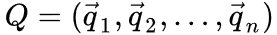 Q = (\vec{q}_1, \vec{q}_2, \ldots, \vec{q}_n)